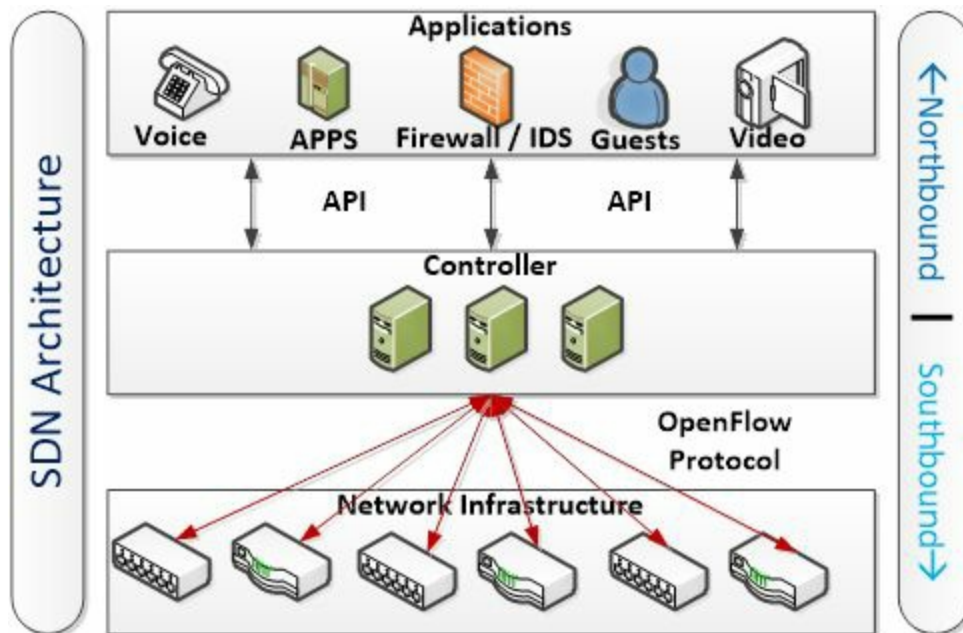 SDN Architecture
Applications
Voice
APPS
Firewall / IDS
Guests
Video
API
API
Controller
OpenFlow
Protocol
Network Infrastructure
←Northbound
|
Southbound→